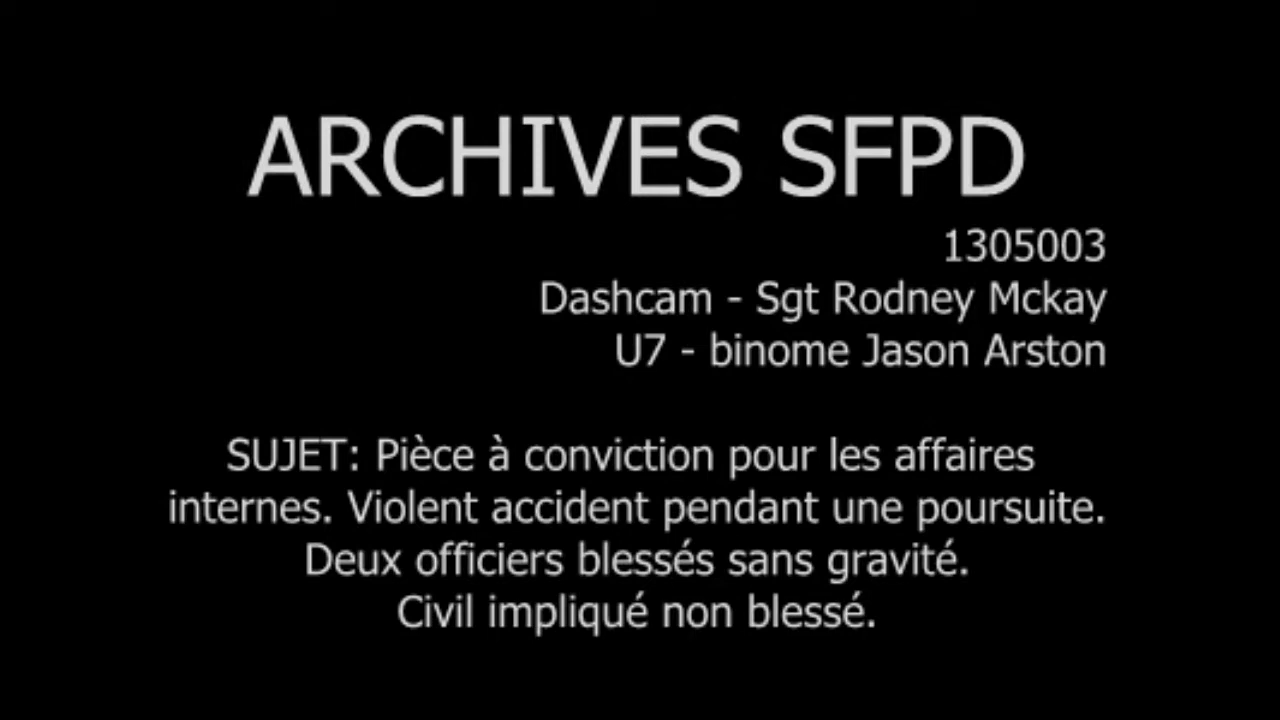 ARCHIVES SFPD
1305003
Dashcam - Sgt Rodney Mckay
U7 - binome Jason Arston
SUJET: Pièce à conviction pour les affaires
internes. Violent accident pendant une poursuite.
Deux officiers blessés sans gravité.
Civil impliqué non blessé.